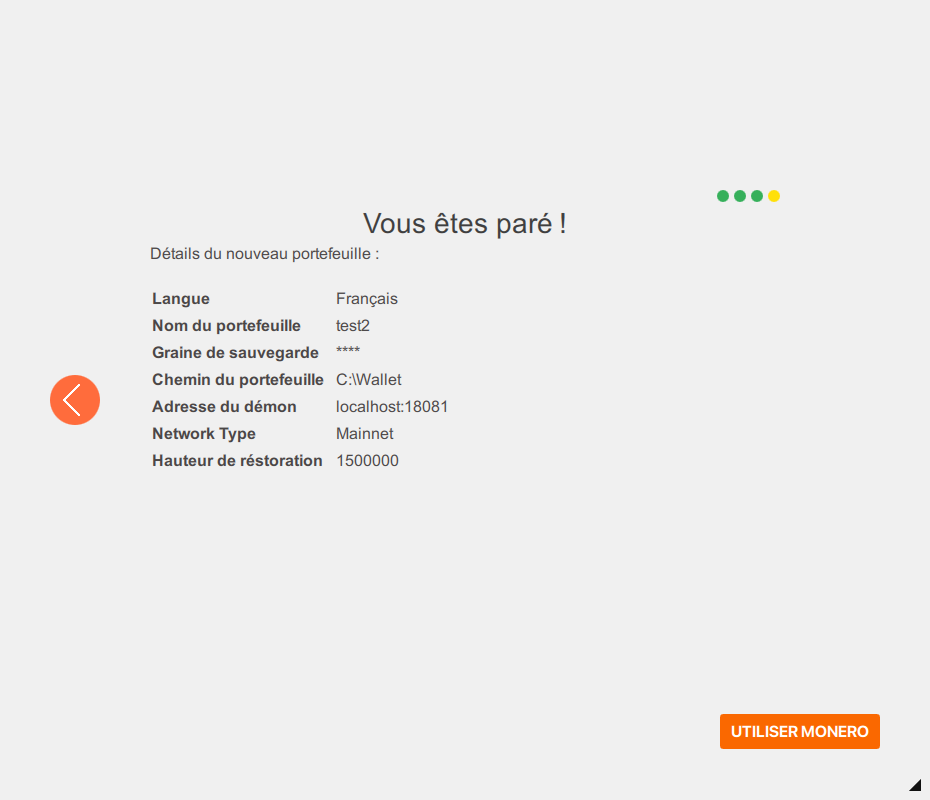 Vous êtes paré !
Détails du nouveau portefeuille :
Langue Français
Nom du portefeuille test2
Graine de sauvegarde ****
Chemin du portefeuille C:\Wallet
Adresse du démon localhost:18081
Network Type Mainnet
Hauteur de réstoration 1500000
UTILISER MONERO